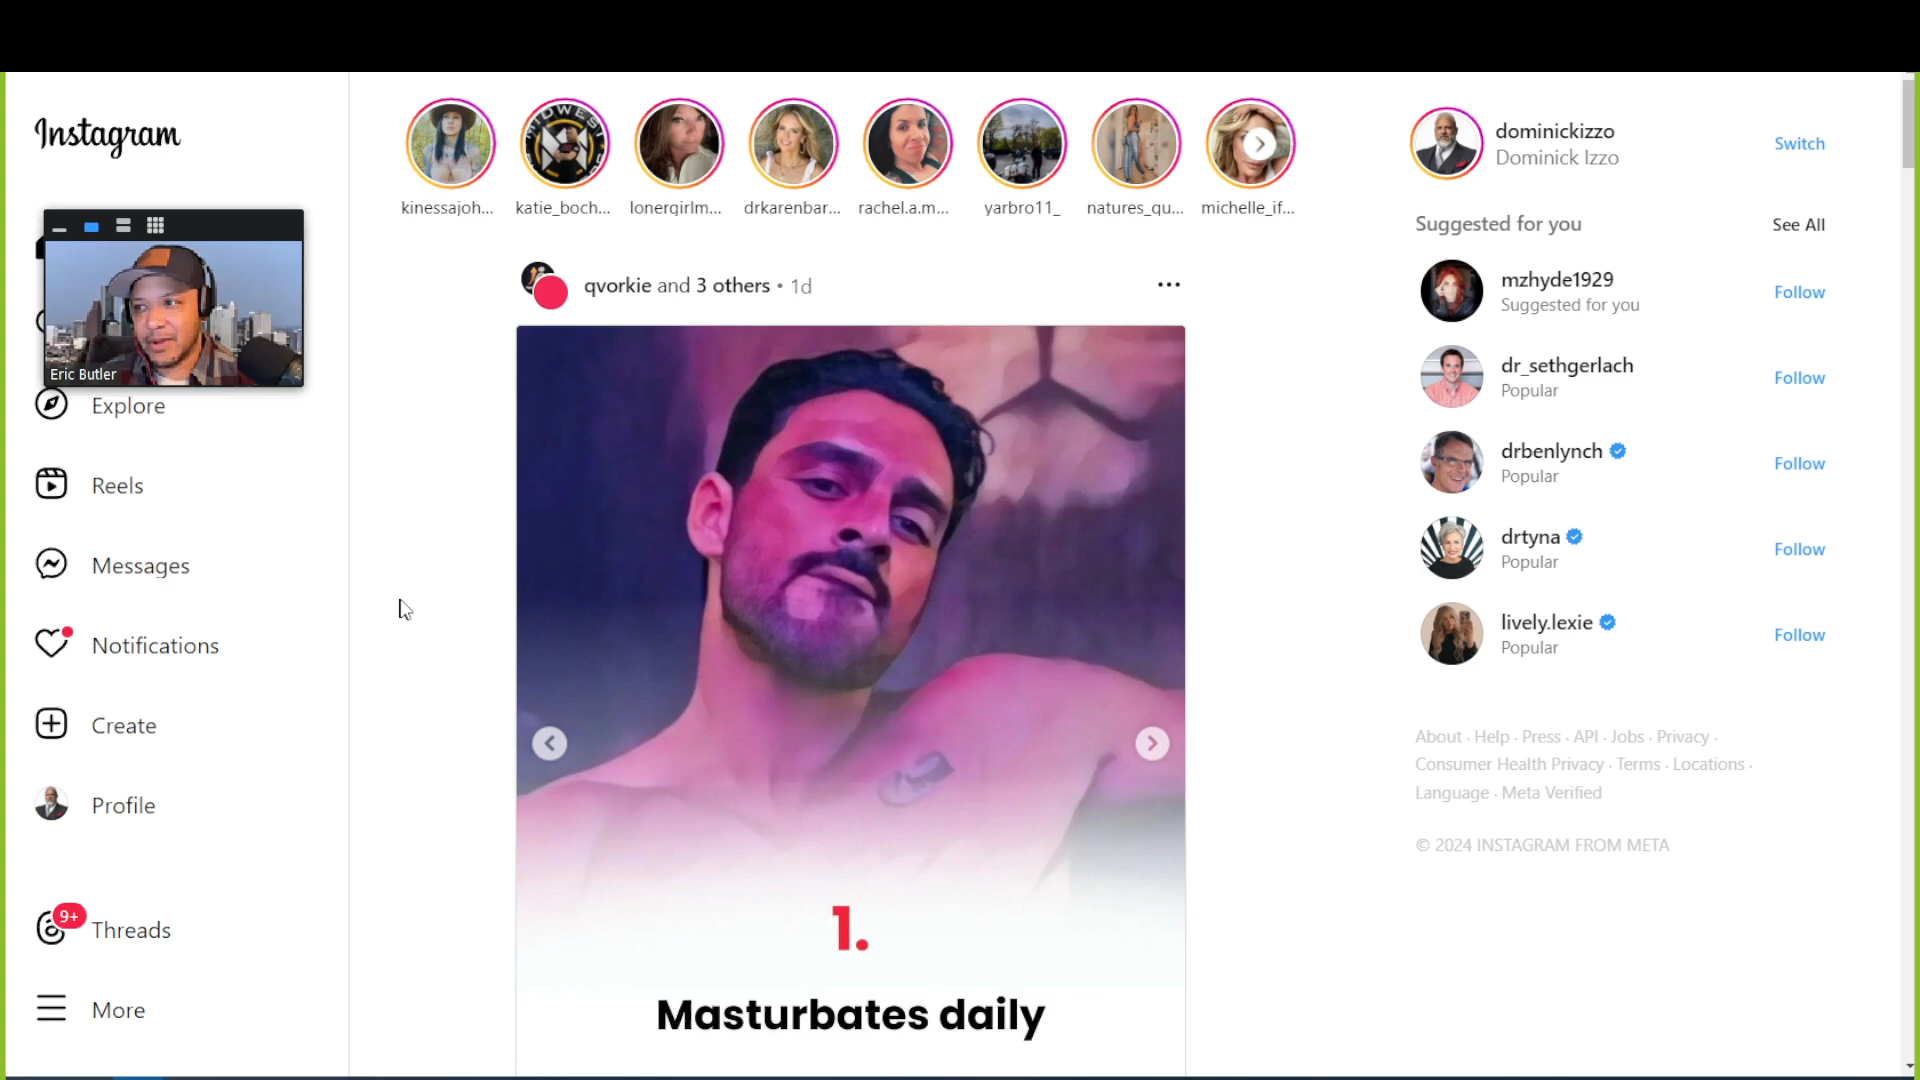 Instagram
kinessajoh...
katie_boch...
lonergirlm...
drkarenbar...
rachel.a.m...
yarbro11_
natures_qu...
michelle_if...
dominickizzo
Dominick Izzo
Switch
Suggested for you
See All
mzhyde1929
Suggested for you
Follow
dr_sethgerlach
Popular
Follow
drbenlynch
Popular
Follow
drtyna
Popular
Follow
lively.lexie
Popular
Follow
About · Help · Press · API · Jobs · Privacy ·
Consumer Health Privacy · Terms · Locations ·
Language · Meta Verified
© 2024 INSTAGRAM FROM META
Eric Butler
Explore
Reels
Messages
Notifications
Create
Profile
9+
Threads
More
qvorkie and 3 others • 1d
1.
Masturbates daily